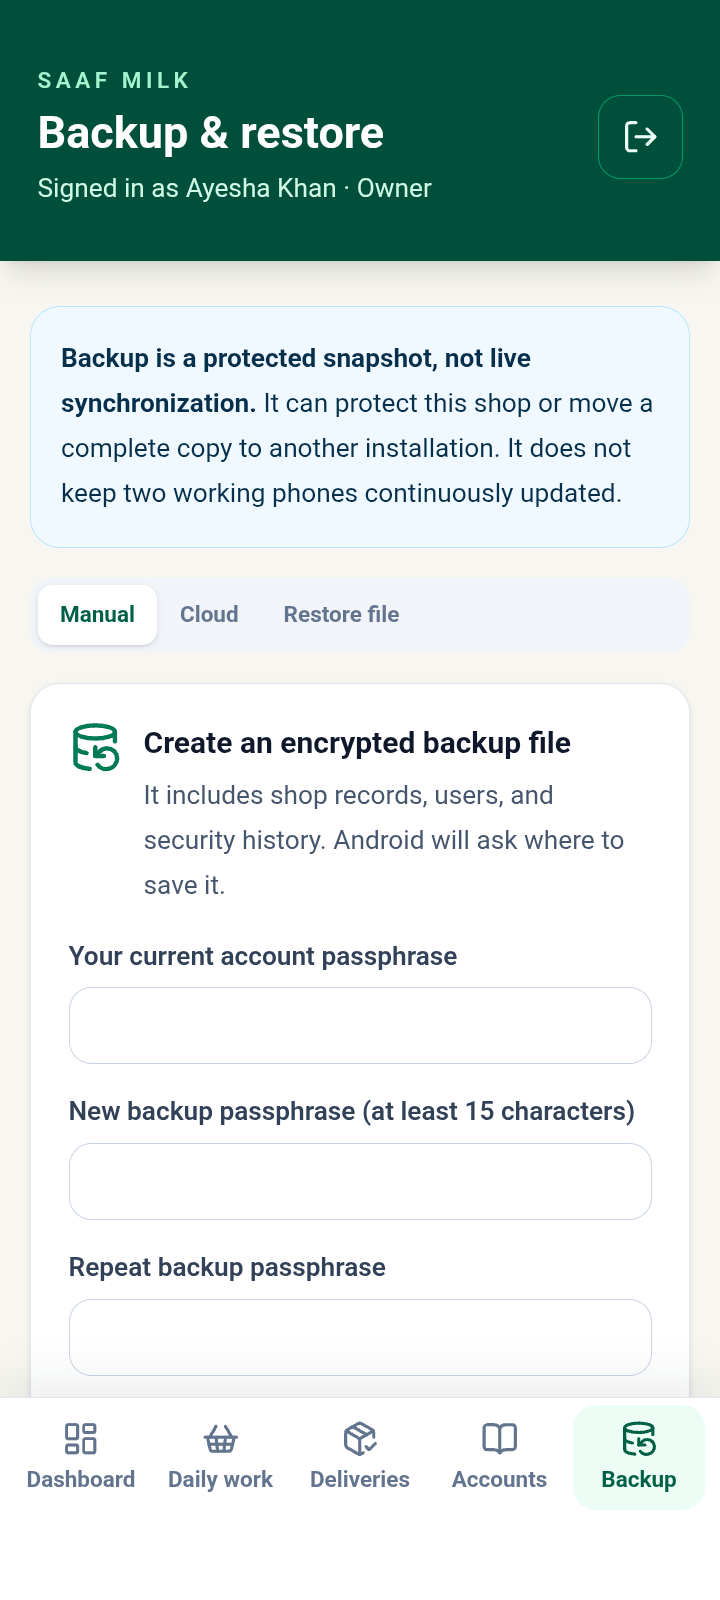 SAAF MILK
Backup & restore
Signed in as Ayesha Khan · Owner
Backup is a protected snapshot, not live
synchronization. It can protect this shop or move a
complete copy to another installation. It does not
keep two working phones continuously updated.
Manual Cloud Restore file
Create an encrypted backup file
It includes shop records, users, and
security history. Android will ask where to
save it.
Your current account passphrase
New backup passphrase (at least 15 characters)
Repeat backup passphrase
Dashboard Daily work Deliveries Accounts Backup